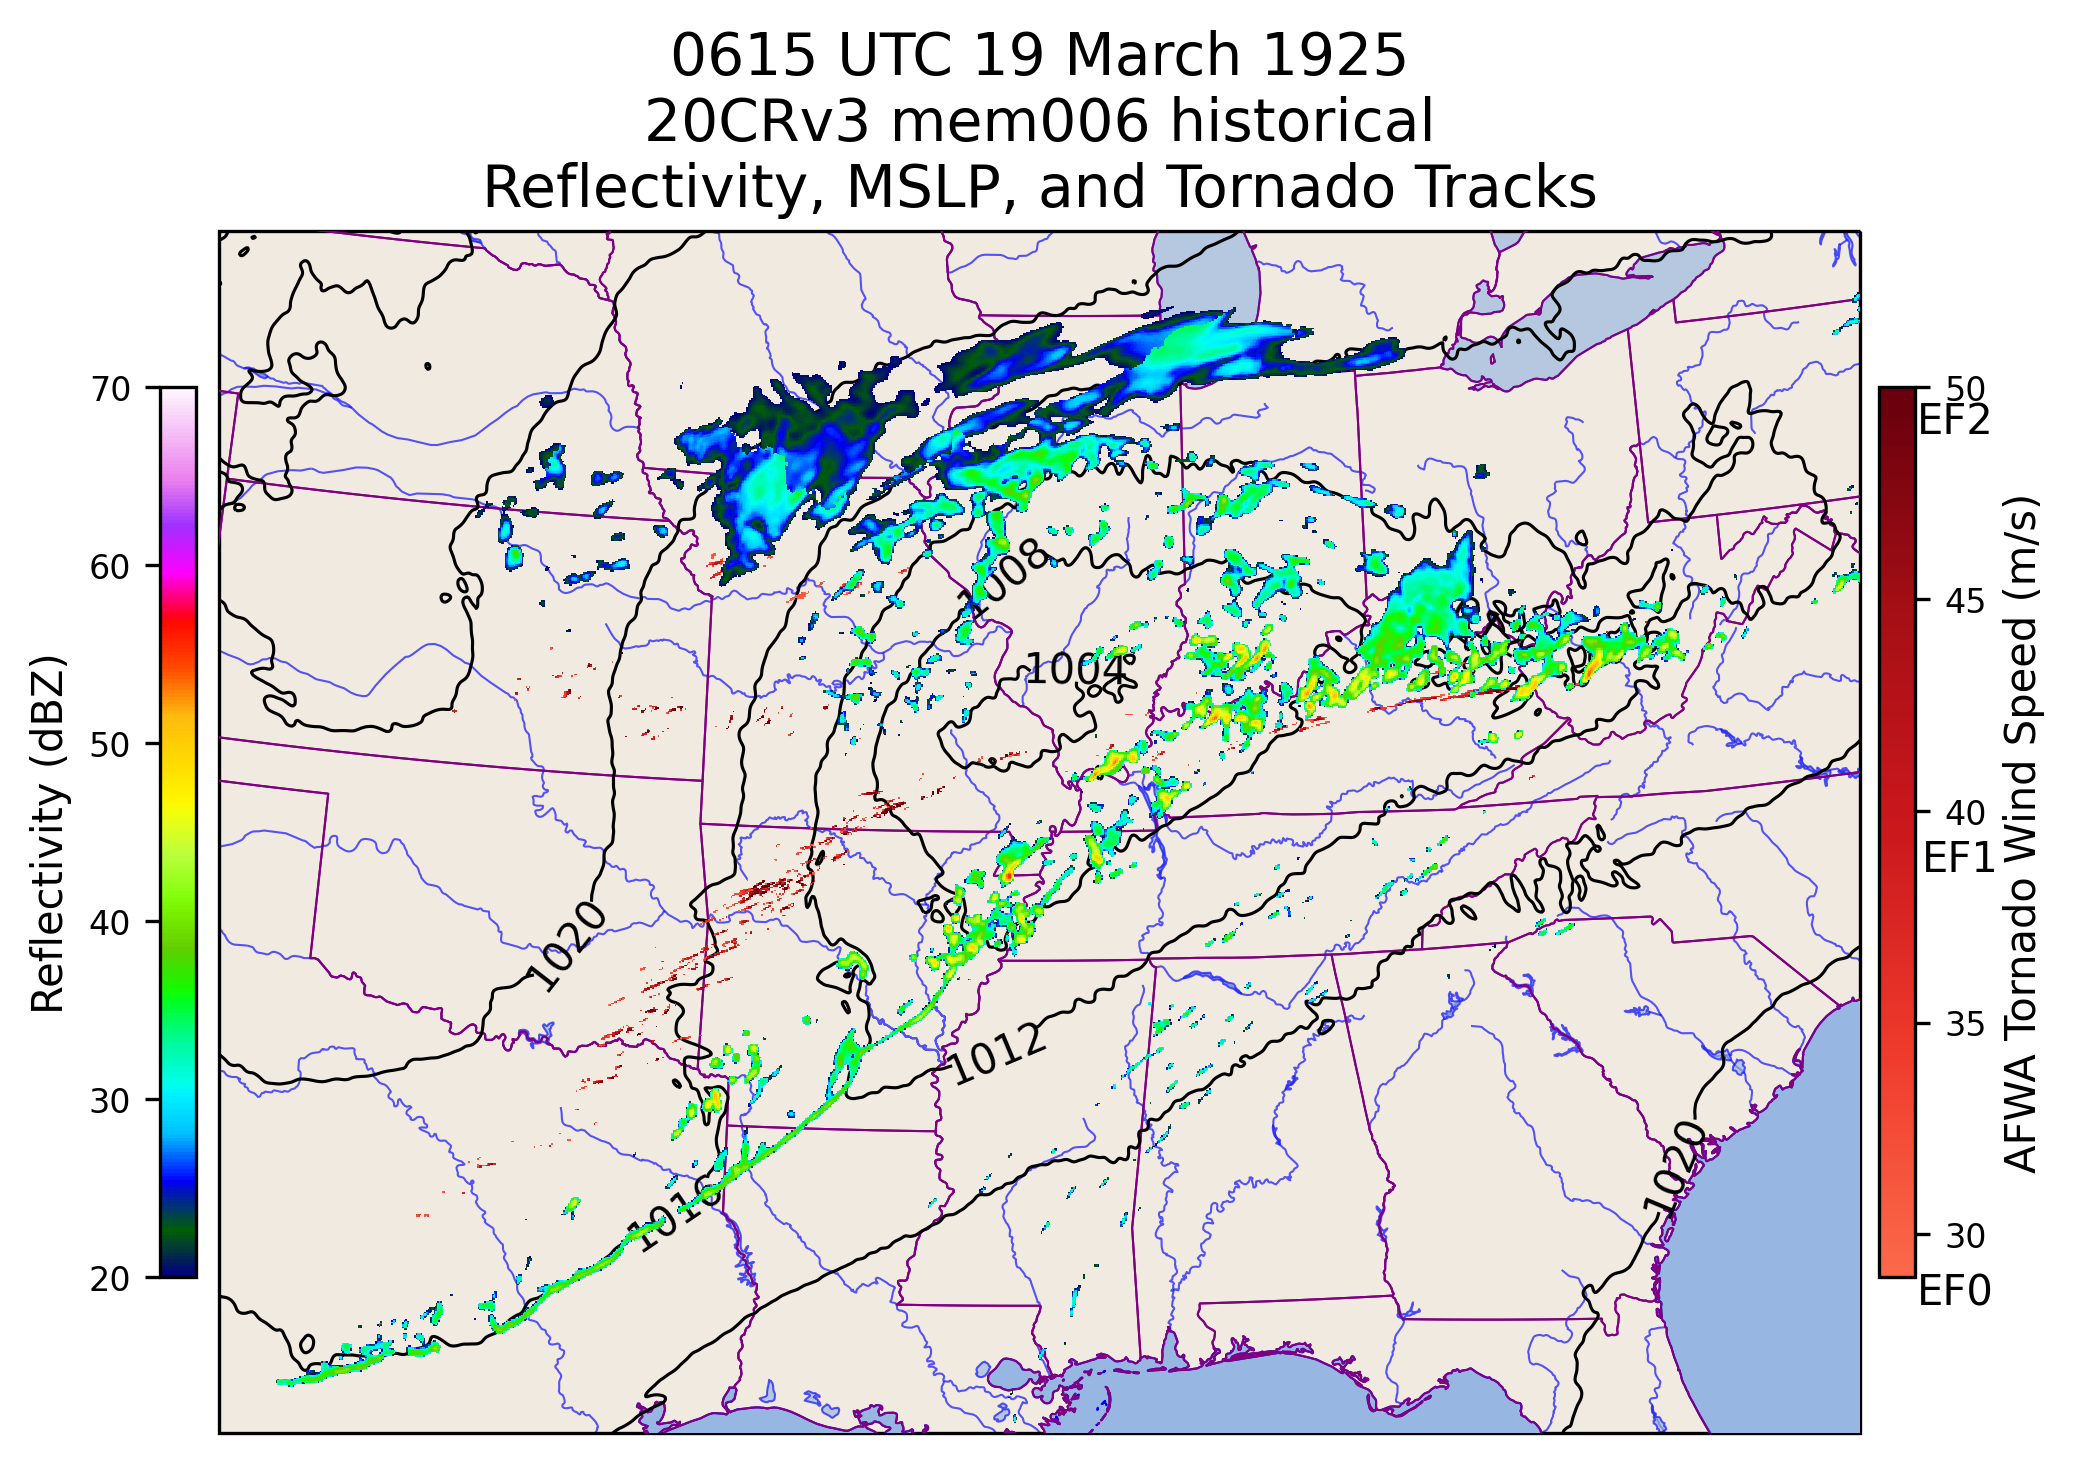 0615 UTC 19 March 1925
20CRv3 mem006 historical
Reflectivity, MSLP, and Tornado Tracks
70
60
50
40
30
20
Reflectivity (dBZ)
1008
1004
1020
1012
1016
1020
50
EF2
45
40
EF1
35
30
EF0
AFWA Tornado Wind Speed (m/s)